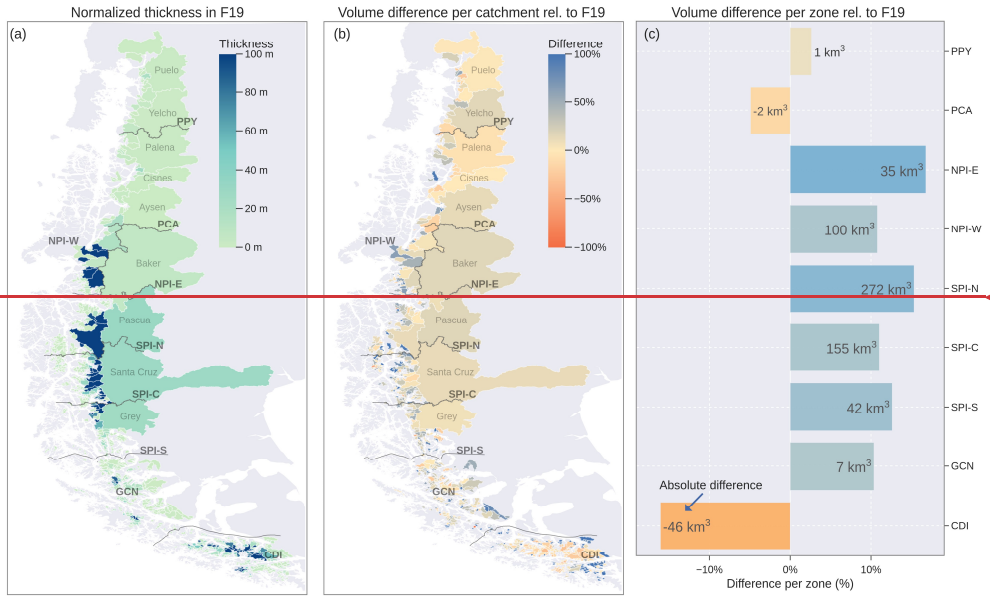 Normalized thickness in F19
(a)
Thickness
100 m
80 m
60 m
40 m
20 m
0 m
Puelo
Yelcho
PPY
Palena
Cisnes
Aysen
PCA
NPI-W
Baker
NPI-E
Pascua
SPI-N
Santa Cruz
SPI-C
Grey
SPI-S
GCN
CDI
Volume difference per catchment rel. to F19
(b)
Difference
100%
50%
0%
−50%
−100%
Puelo
Yelcho
PPY
Palena
Cisnes
Aysen
PCA
NPI-W
Baker
NPI-E
Pascua
SPI-N
Santa Cruz
SPI-C
Grey
SPI-S
GCN
CDI
Volume difference per zone rel. to F19
(c)
1 km³
PPY
-2 km³
PCA
35 km³
NPI-E
100 km³
NPI-W
272 km³
SPI-N
155 km³
SPI-C
42 km³
SPI-S
7 km³
GCN
Absolute difference
-46 km³
CDI
−10%
0%
10%
Difference per zone (%)